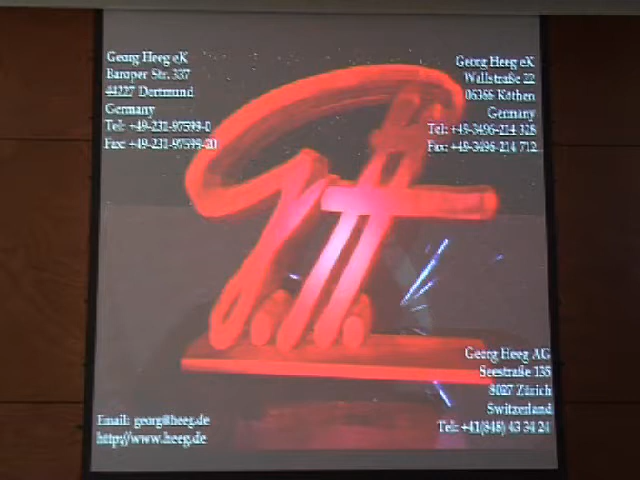 Georg Heeg eK
Baroper Str. 337
44227 Dortmund
Germany
Tel: +49-231-97599-0
Fax: +49-231-97599-20
Georg Heeg eK
Wallstraße 22
06366 Köthen
Germany
Tel: +49-3496-214 328
Fax: +49-3496-214 712
Georg Heeg AG
Seestraße 135
8027 Zürich
Switzerland
Tel: +41(848) 43 34 24
Email: georg@heeg.de
http://www.heeg.de